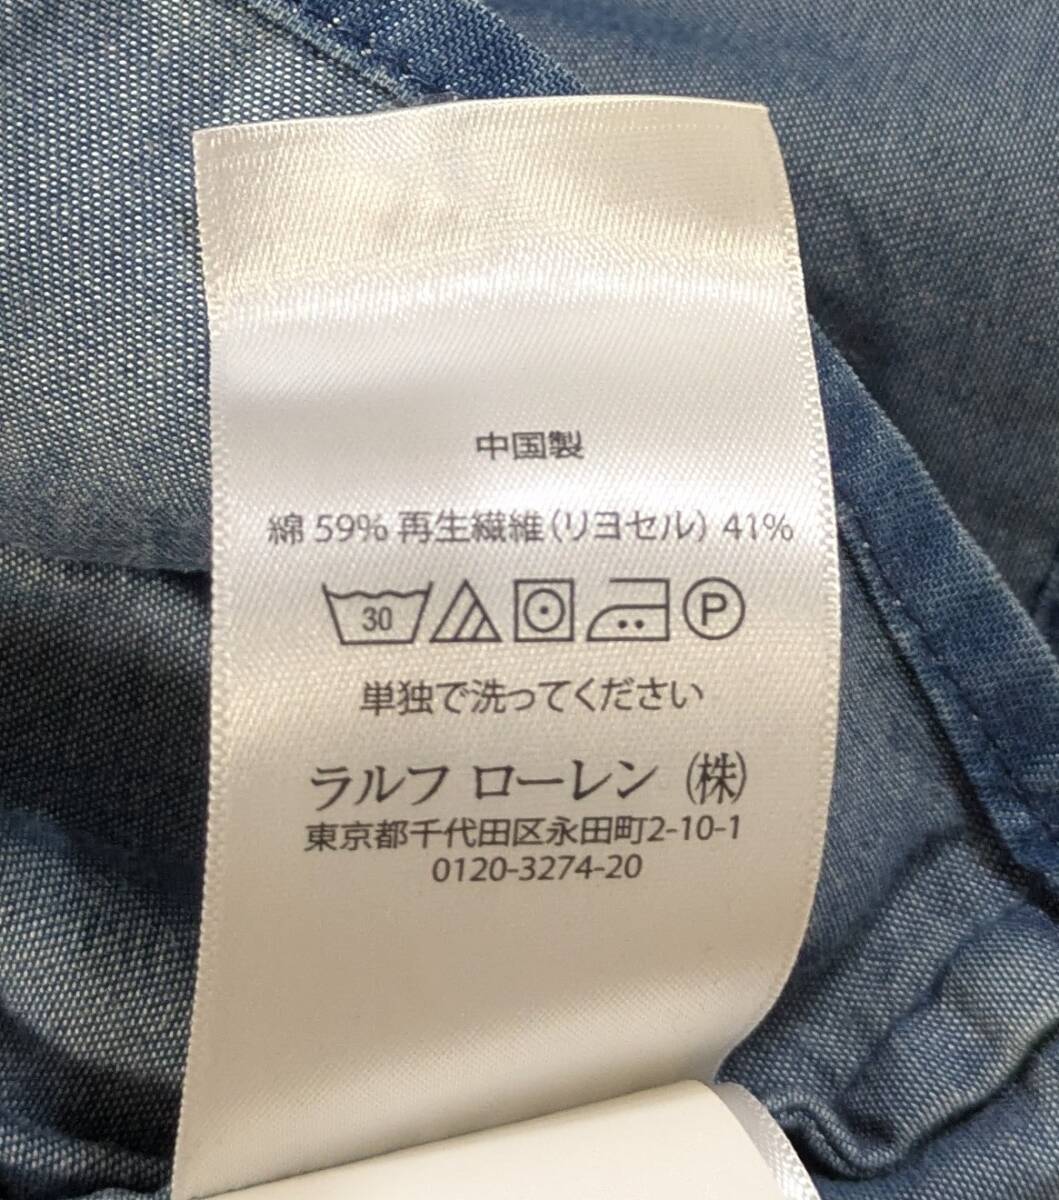 中国製
綿 59% 再生繊維(リヨセル) 41%
30 P
単独で洗ってください
ラルフ ローレン (株)
東京都千代田区永田町2-10-1
0120-3274-20